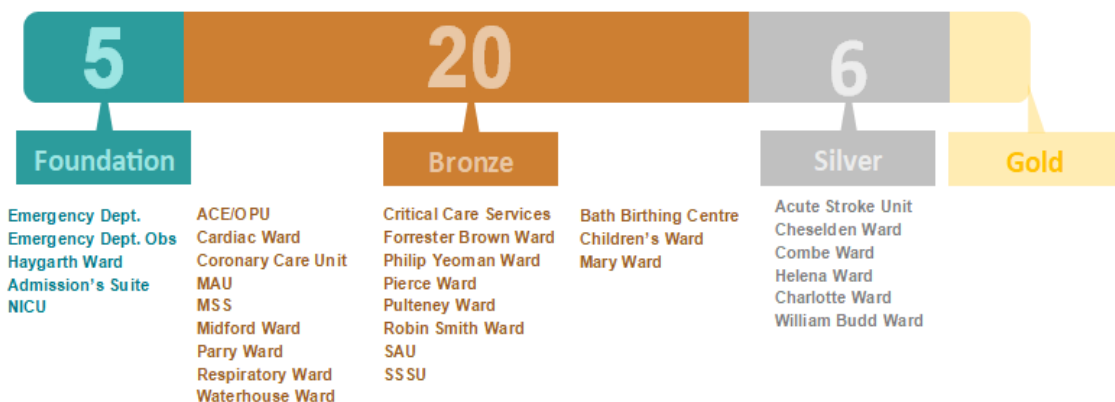 5
20
6
Foundation
Bronze
Silver
Gold
Emergency Dept.
Emergency Dept. Obs
Haygarth Ward
Admission's Suite
NICU
ACE/OPU
Cardiac Ward
Coronary Care Unit
MAU
MSS
Midford Ward
Parry Ward
Respiratory Ward
Waterhouse Ward
Critical Care Services
Forrester Brown Ward
Philip Yeoman Ward
Pierce Ward
Pulteney Ward
Robin Smith Ward
SAU
SSSU
Bath Birthing Centre
Children's Ward
Mary Ward
Acute Stroke Unit
Cheselden Ward
Combe Ward
Helena Ward
Charlotte Ward
William Budd Ward